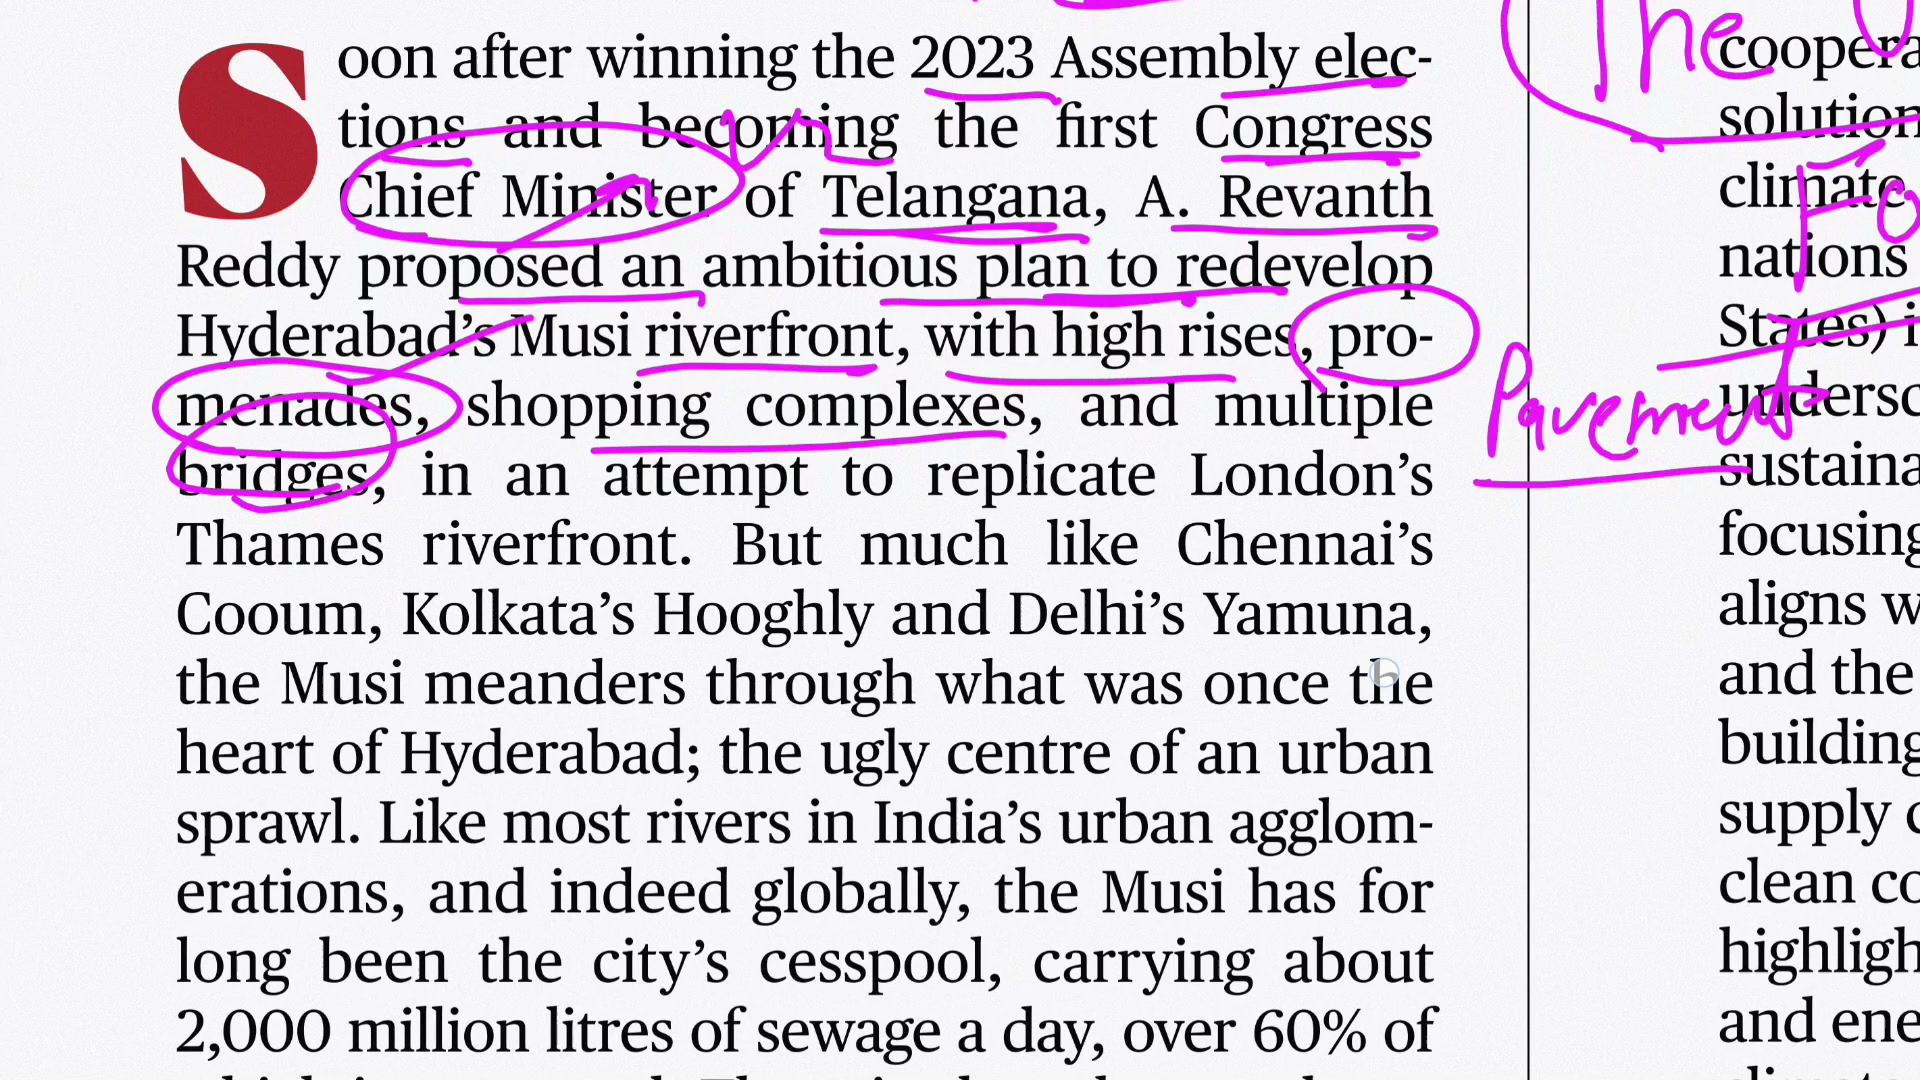 Soon after winning the 2023 Assembly elec-
tions and becoming the first Congress
Chief Minister of Telangana, A. Revanth
Reddy proposed an ambitious plan to redevelop
Hyderabad’s Musi riverfront, with high rises, pro-
menades, shopping complexes, and multiple
bridges, in an attempt to replicate London’s
Thames riverfront. But much like Chennai’s
Cooum, Kolkata’s Hooghly and Delhi’s Yamuna,
the Musi meanders through what was once the
heart of Hyderabad; the ugly centre of an urban
sprawl. Like most rivers in India’s urban agglom-
erations, and indeed globally, the Musi has for
long been the city’s cesspool, carrying about
2,000 million litres of sewage a day, over 60% of
The
Pavement
coopera
solution
climate
nations
States) i
undersc
sustaina
focusing
aligns w
and the
building
supply c
clean co
highligh
and ene